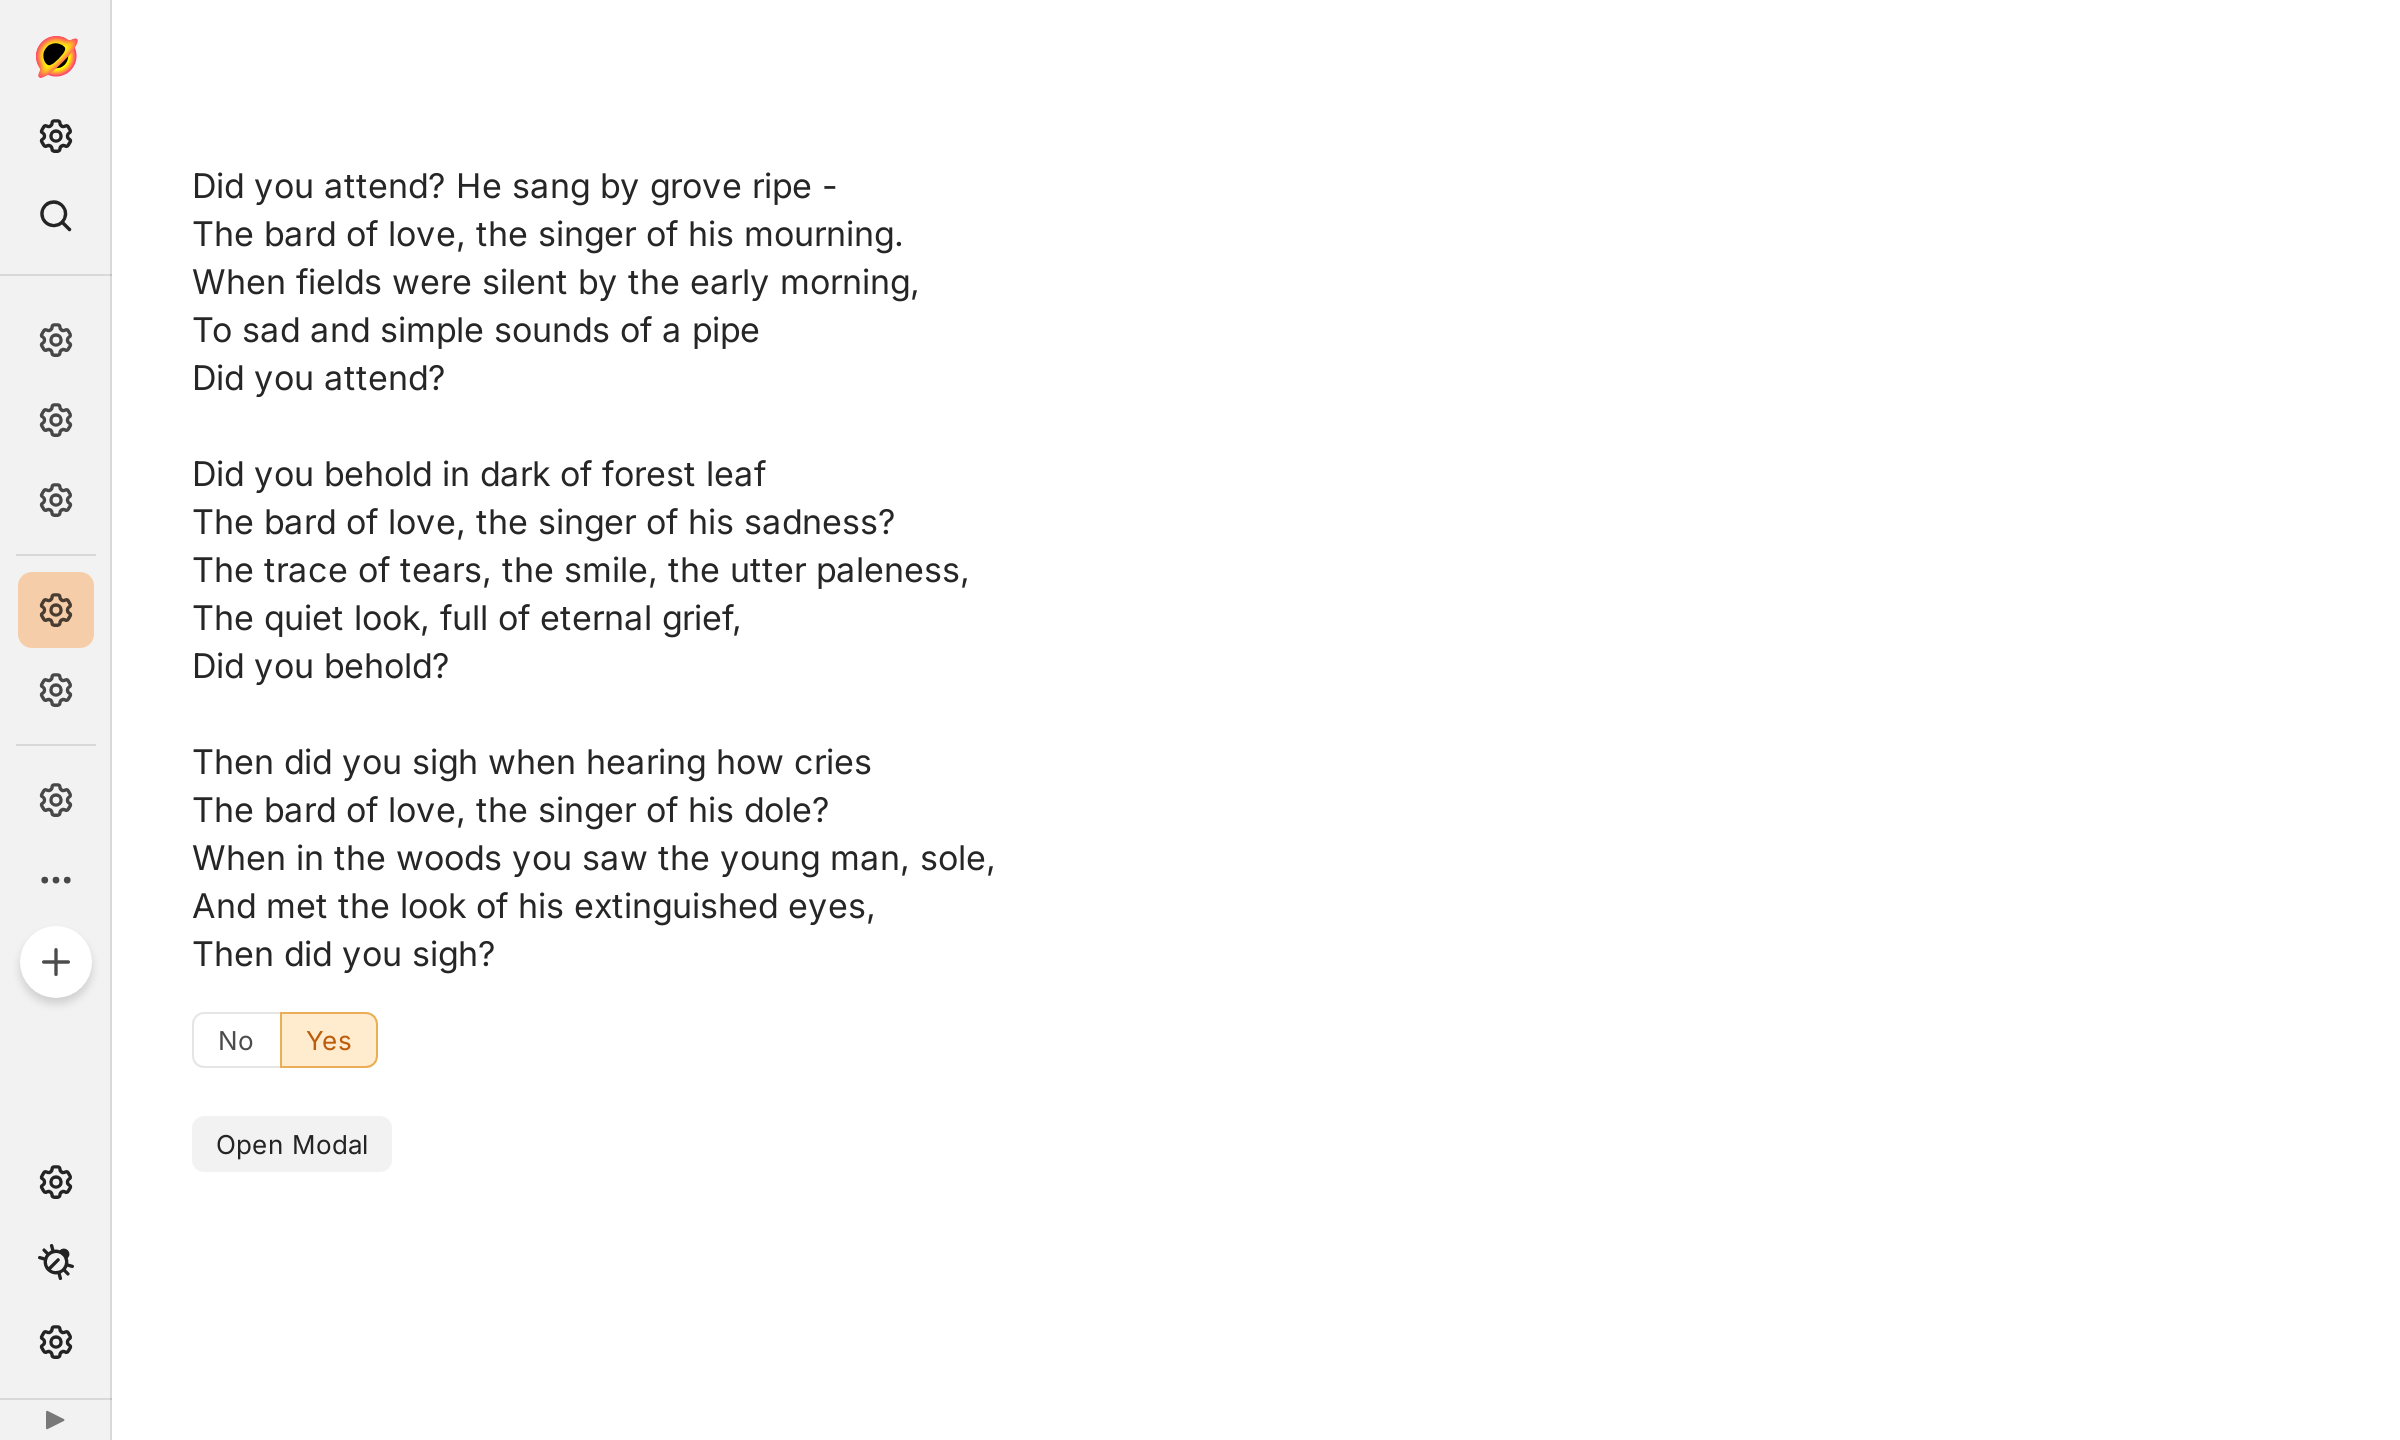 Did you attend? He sang by grove ripe -
The bard of love, the singer of his mourning.
When fields were silent by the early morning,
To sad and simple sounds of a pipe
Did you attend?
Did you behold in dark of forest leaf
The bard of love, the singer of his sadness?
The trace of tears, the smile, the utter paleness,
The quiet look, full of eternal grief,
Did you behold?
Then did you sigh when hearing how cries
The bard of love, the singer of his dole?
When in the woods you saw the young man, sole,
And met the look of his extinguished eyes,
Then did you sigh?
No Yes
Open Modal